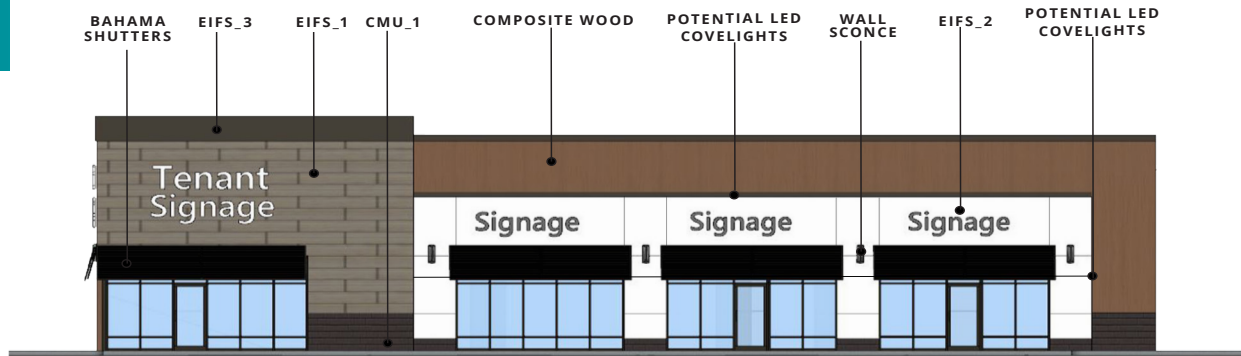 BAHAMA
SHUTTERS
EIFS_3
EIFS_1
CMU_1
COMPOSITE WOOD
POTENTIAL LED
COVELIGHTS
WALL
SCONCE
EIFS_2
POTENTIAL LED
COVELIGHTS
Tenant
Signage
Signage
Signage
Signage